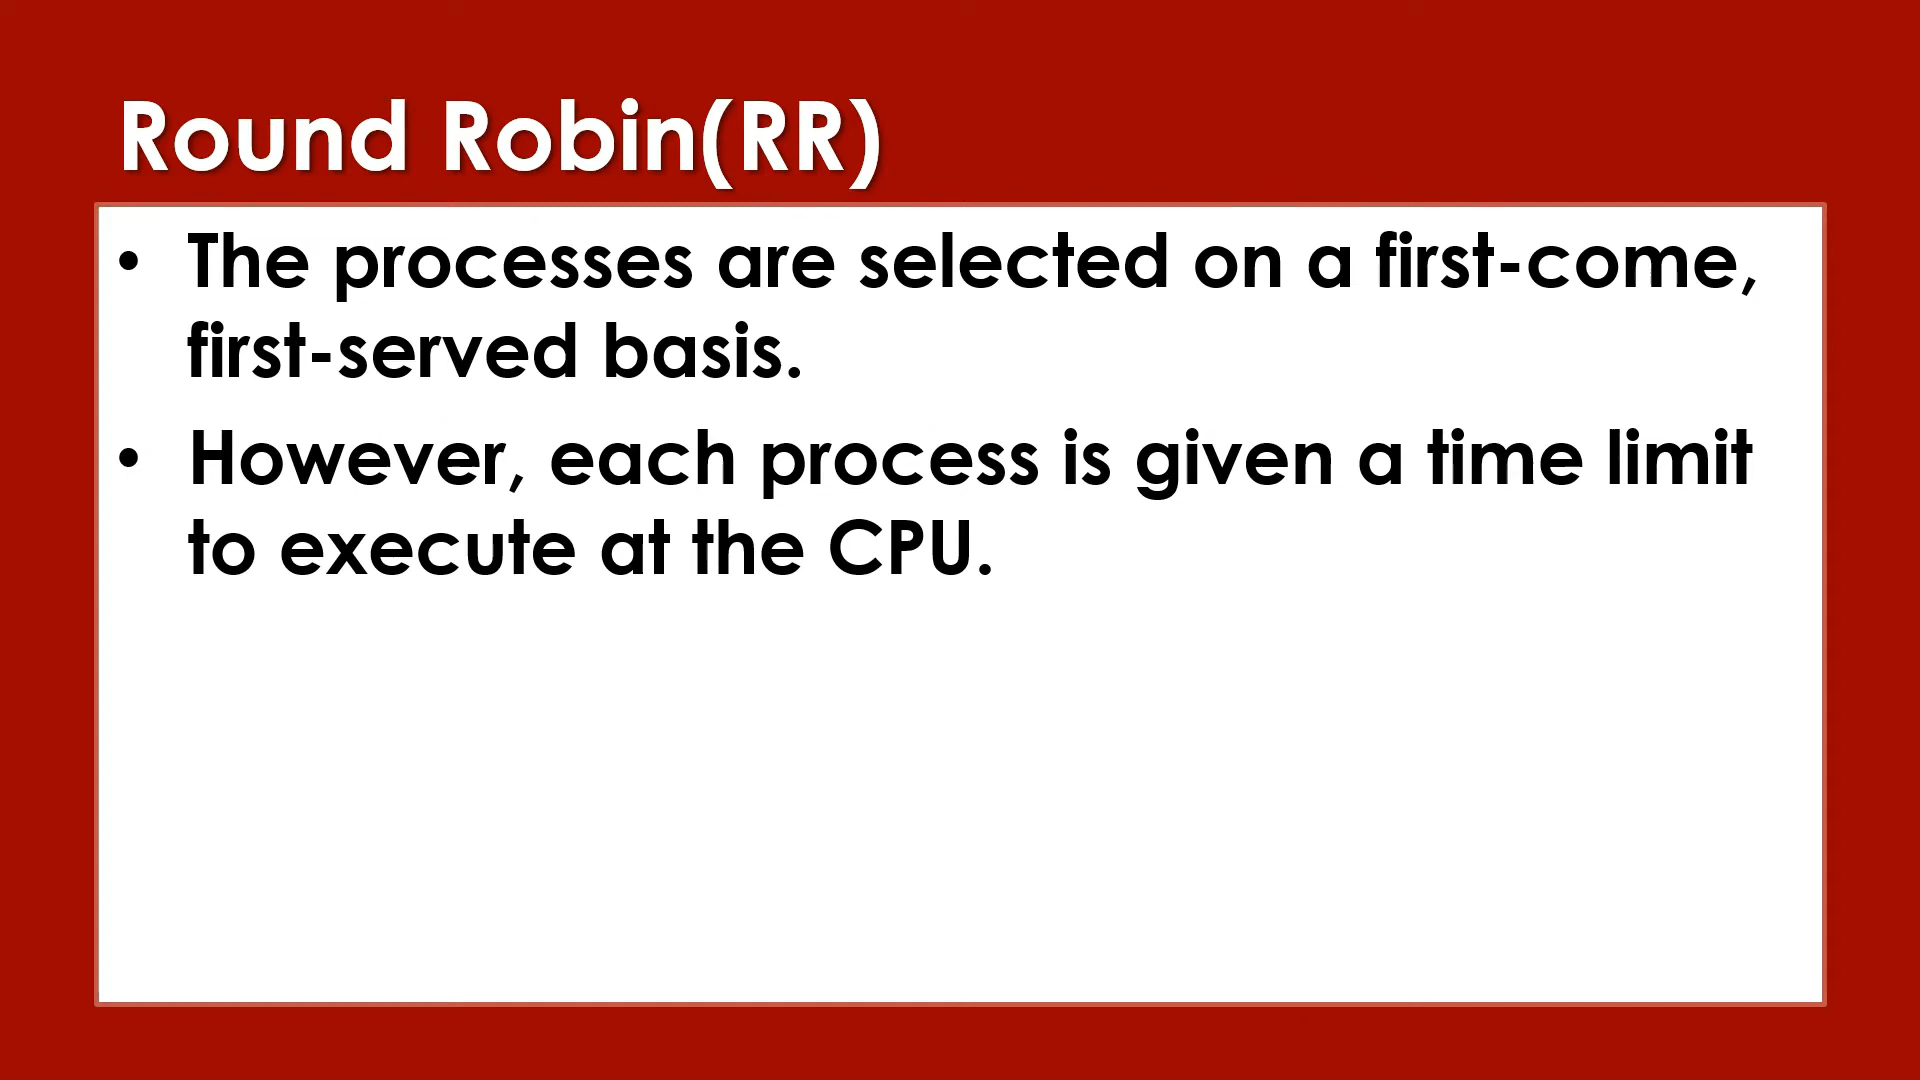 Round Robin(RR)
• The processes are selected on a first-come,
first-served basis.
• However, each process is given a time limit
to execute at the CPU.